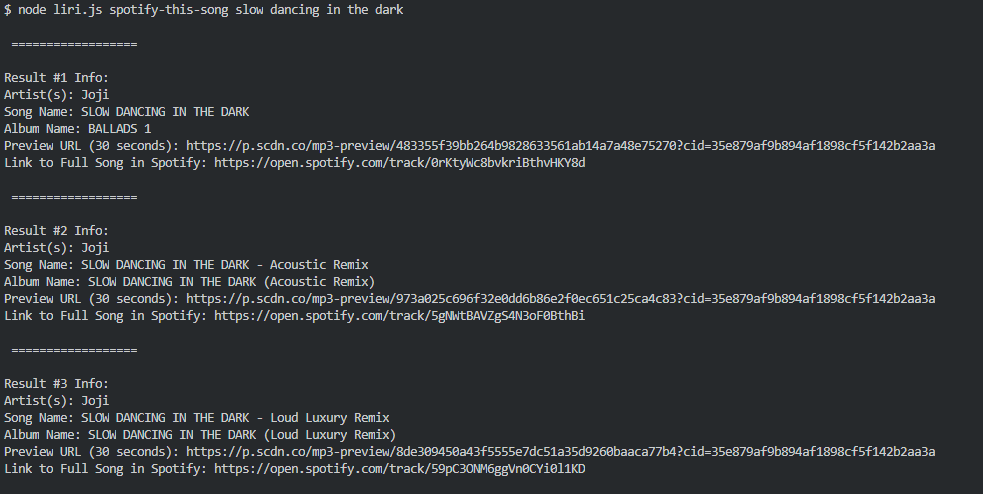 $ node liri.js spotify-this-song slow dancing in the dark
==================
Result #1 Info:
Artist(s): Joji
Song Name: SLOW DANCING IN THE DARK
Album Name: BALLADS 1
Preview URL (30 seconds): https://p.scdn.co/mp3-preview/483355f39bb264b9828633561ab14a7a48e75270?cid=35e879af9b894af1898cf5f142b2aa3a
Link to Full Song in Spotify: https://open.spotify.com/track/0rKtyWc8bvkriBthvHKY8d
==================
Result #2 Info:
Artist(s): Joji
Song Name: SLOW DANCING IN THE DARK - Acoustic Remix
Album Name: SLOW DANCING IN THE DARK (Acoustic Remix)
Preview URL (30 seconds): https://p.scdn.co/mp3-preview/973a025c696f32e0dd6b86e2f0ec651c25ca4c83?cid=35e879af9b894af1898cf5f142b2aa3a
Link to Full Song in Spotify: https://open.spotify.com/track/5gNWtBAVZgS4N3oF0BthBi
==================
Result #3 Info:
Artist(s): Joji
Song Name: SLOW DANCING IN THE DARK - Loud Luxury Remix
Album Name: SLOW DANCING IN THE DARK (Loud Luxury Remix)
Preview URL (30 seconds): https://p.scdn.co/mp3-preview/8de309450a43f5555e7dc51a35d9260baaca77b4?cid=35e879af9b894af1898cf5f142b2aa3a
Link to Full Song in Spotify: https://open.spotify.com/track/59pC3ONM6ggVn0CYi0l1KD